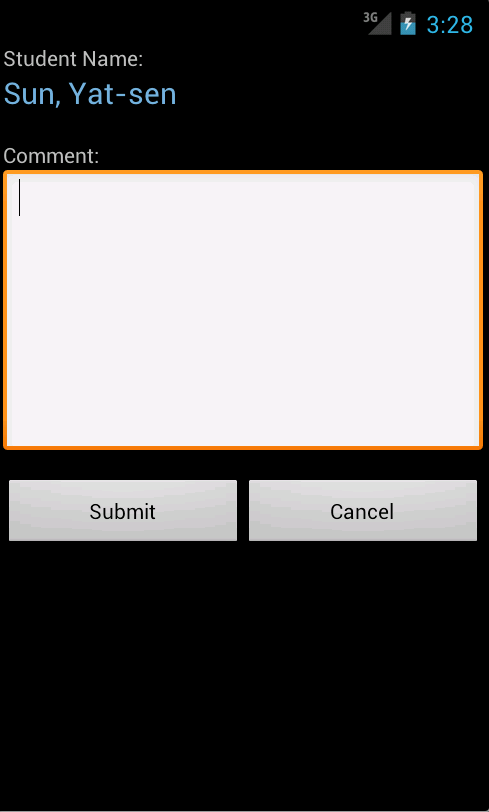 3G 3:28
Student Name:
Sun, Yat-sen
Comment:
Submit Cancel